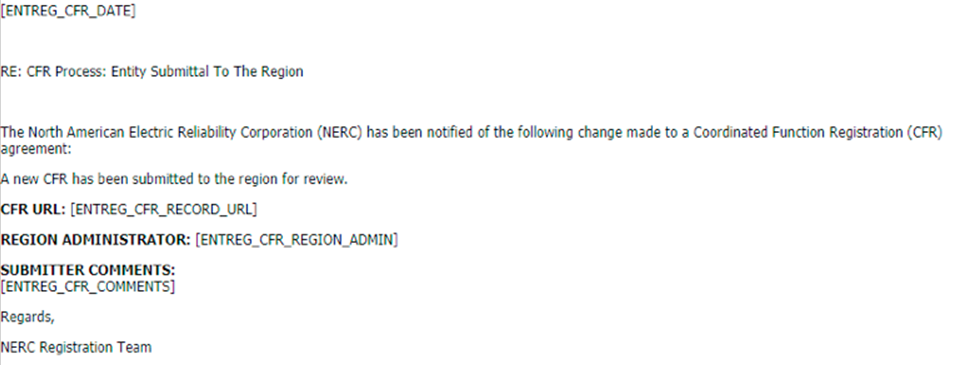 [ENTREG_CFR_DATE]
RE: CFR Process: Entity Submittal To The Region
The North American Electric Reliability Corporation (NERC) has been notified of the following change made to a Coordinated Function Registration (CFR)
agreement:
A new CFR has been submitted to the region for review.
CFR URL: [ENTREG_CFR_RECORD_URL]
REGION ADMINISTRATOR: [ENTREG_CFR_REGION_ADMIN]
SUBMITTER COMMENTS:
[ENTREG_CFR_COMMENTS]
Regards,
NERC Registration Team